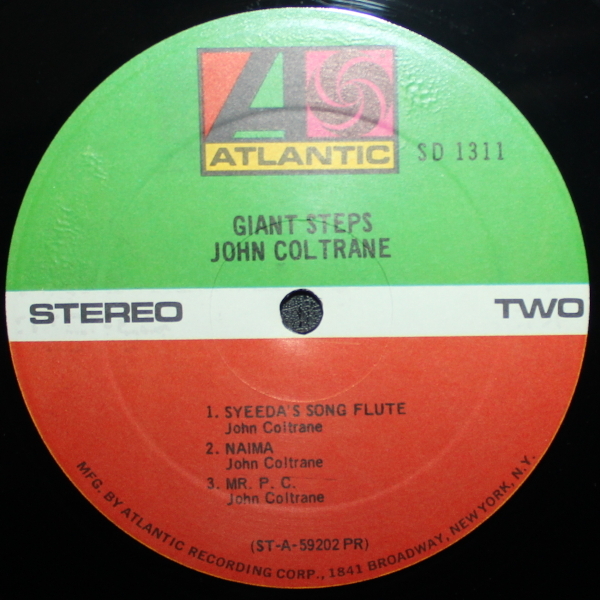 ATLANTIC
SD 1311
GIANT STEPS
JOHN COLTRANE
STEREO
TWO
1. SYEEDA'S SONG FLUTE
John Coltrane
2. NAIMA
John Coltrane
3. MR. P. C.
John Coltrane
(ST-A-59202 PR)
MFG. BY ATLANTIC RECORDING CORP., 1841 BROADWAY, NEW YORK, N.Y.